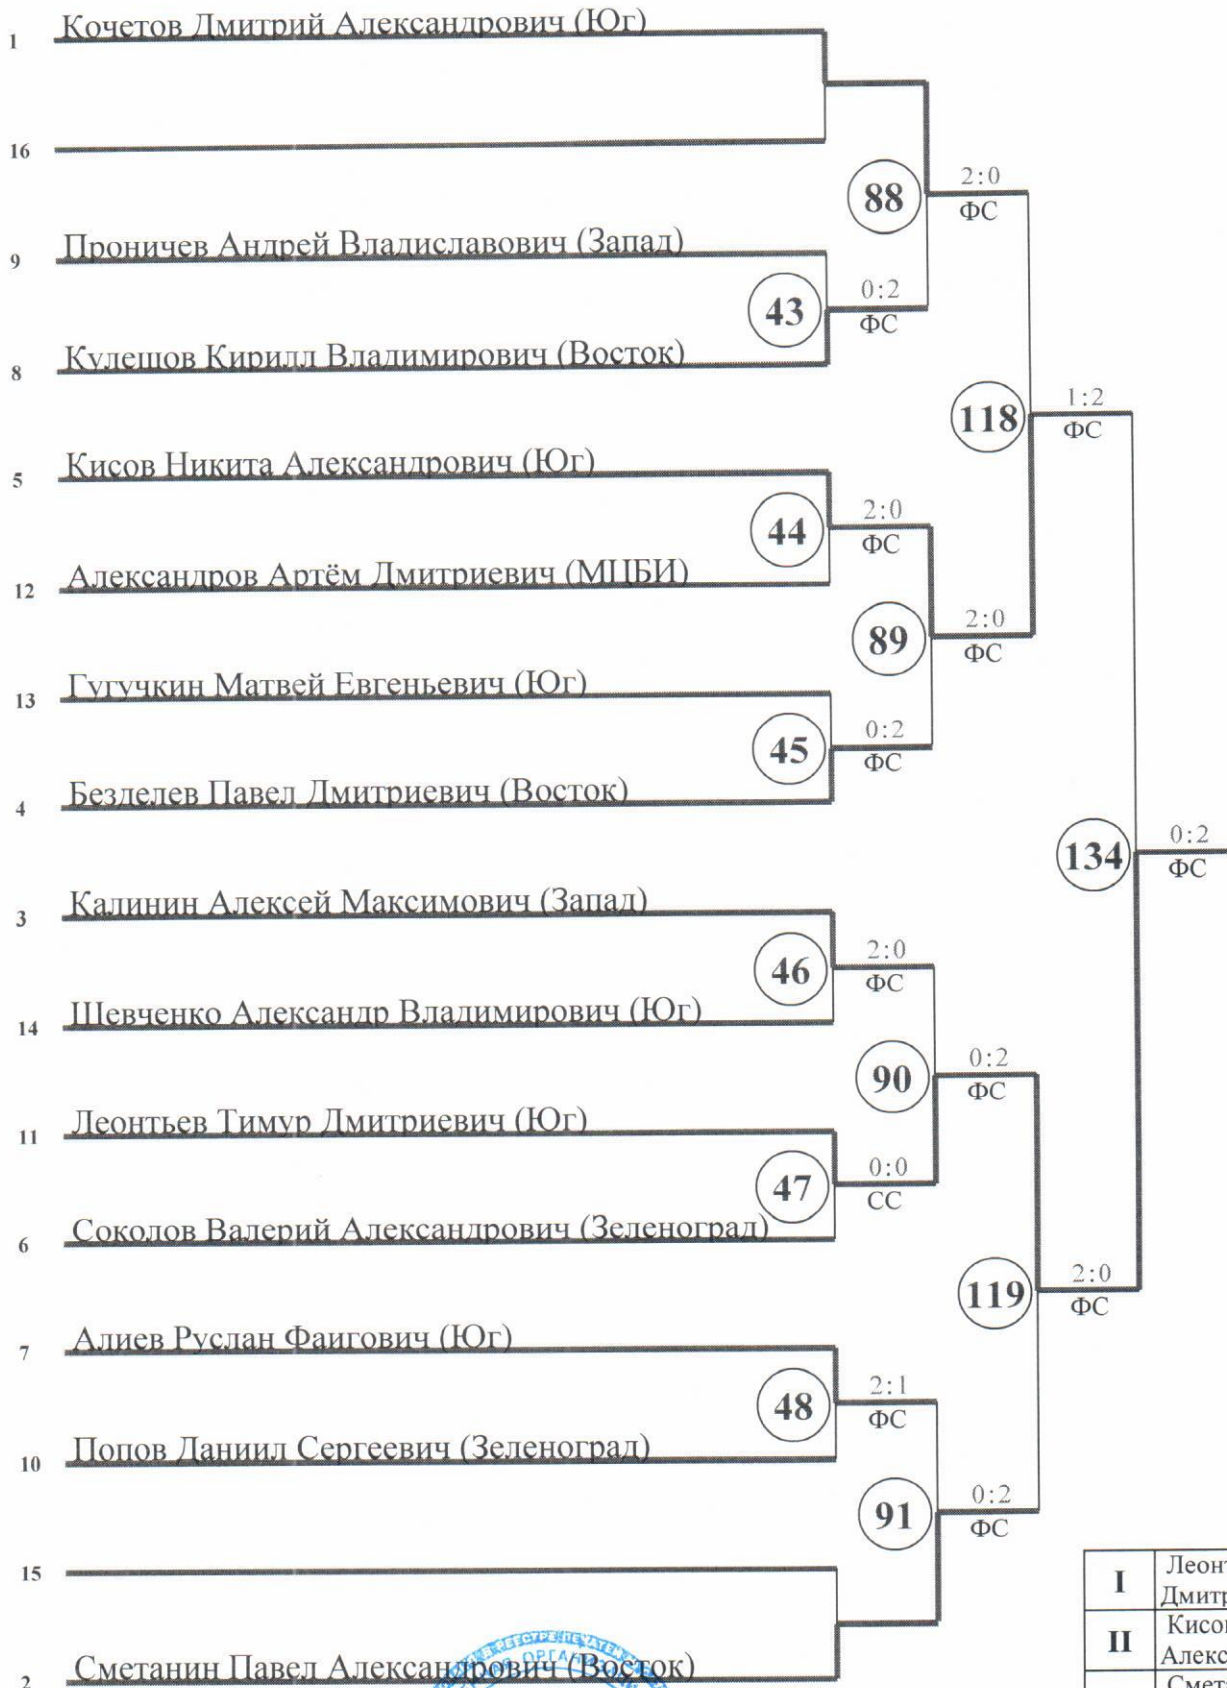 1 Кочетов Дмитрий Александрович (Юг)
16
88 2:0
ФС
9 Проничев Андрей Владиславович (Запад)
43 0:2
ФС
8 Кулешов Кирилл Владимирович (Восток)
118 1:2
ФС
5 Кисов Никита Александрович (Юг)
44 2:0
ФС
12 Александров Артём Дмитриевич (МЦБИ)
89 2:0
ФС
13 Гугучкин Матвей Евгеньевич (Юг)
45 0:2
ФС
4 Безделев Павел Дмитриевич (Восток)
134 0:2
ФС
3 Калинин Алексей Максимович (Запад)
46 2:0
ФС
14 Шевченко Александр Владимирович (Юг)
90 0:2
ФС
11 Леонтьев Тимур Дмитриевич (Юг)
47 0:0
СС
6 Соколов Валерий Александрович (Зеленоград)
119 2:0
ФС
7 Алиев Руслан Фаигович (Юг)
48 2:1
ФС
10 Попов Даниил Сергеевич (Зеленоград)
91 0:2
ФС
15
I Леон
Дмитр
II Кисо
Алекс
Смет
2 Сметанин Павел Александрович (Восток)